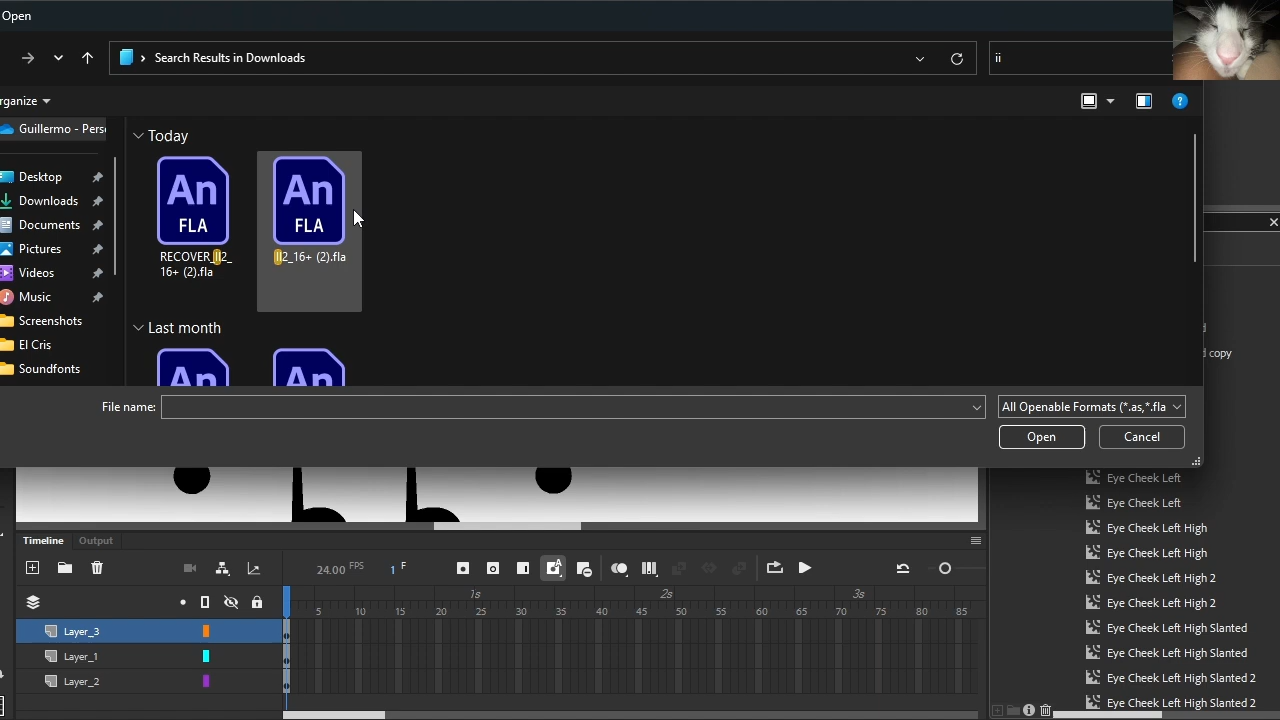 Open
Search Results in Downloads
ii
rganize
Guillermo - Pers
Desktop
Downloads
Documents
Pictures
Videos
Music
Screenshots
El Cris
Soundfonts
Today
An
FLA
An
FLA
RECOVER_II2_
16+ (2).fla
II2_16+ (2).fla
Last month
An
An
File name:
All Openable Formats (*.as,*.fla
Open
Cancel
d
d copy
Eye Cheek Left
Eye Cheek Left
Eye Cheek Left High
Eye Cheek Left High
Eye Cheek Left High 2
Eye Cheek Left High 2
Eye Cheek Left High Slanted
Eye Cheek Left High Slanted
Eye Cheek Left High Slanted 2
Eye Cheek Left High Slanted 2
Timeline
Output
24.00 FPS
1 F
1s
2s
3s
5
10
15
20
25
30
35
40
45
50
55
60
65
70
75
80
85
Layer_3
Layer_1
Layer_2